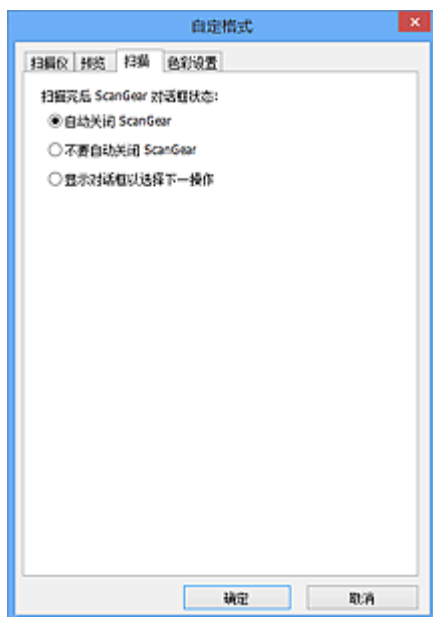 自定格式
扫描仪 预览 扫描 色彩设置
扫描完后 ScanGear 对话框状态:
自动关闭 ScanGear
不要自动关闭 ScanGear
显示对话框以选择下一操作
确定 取消